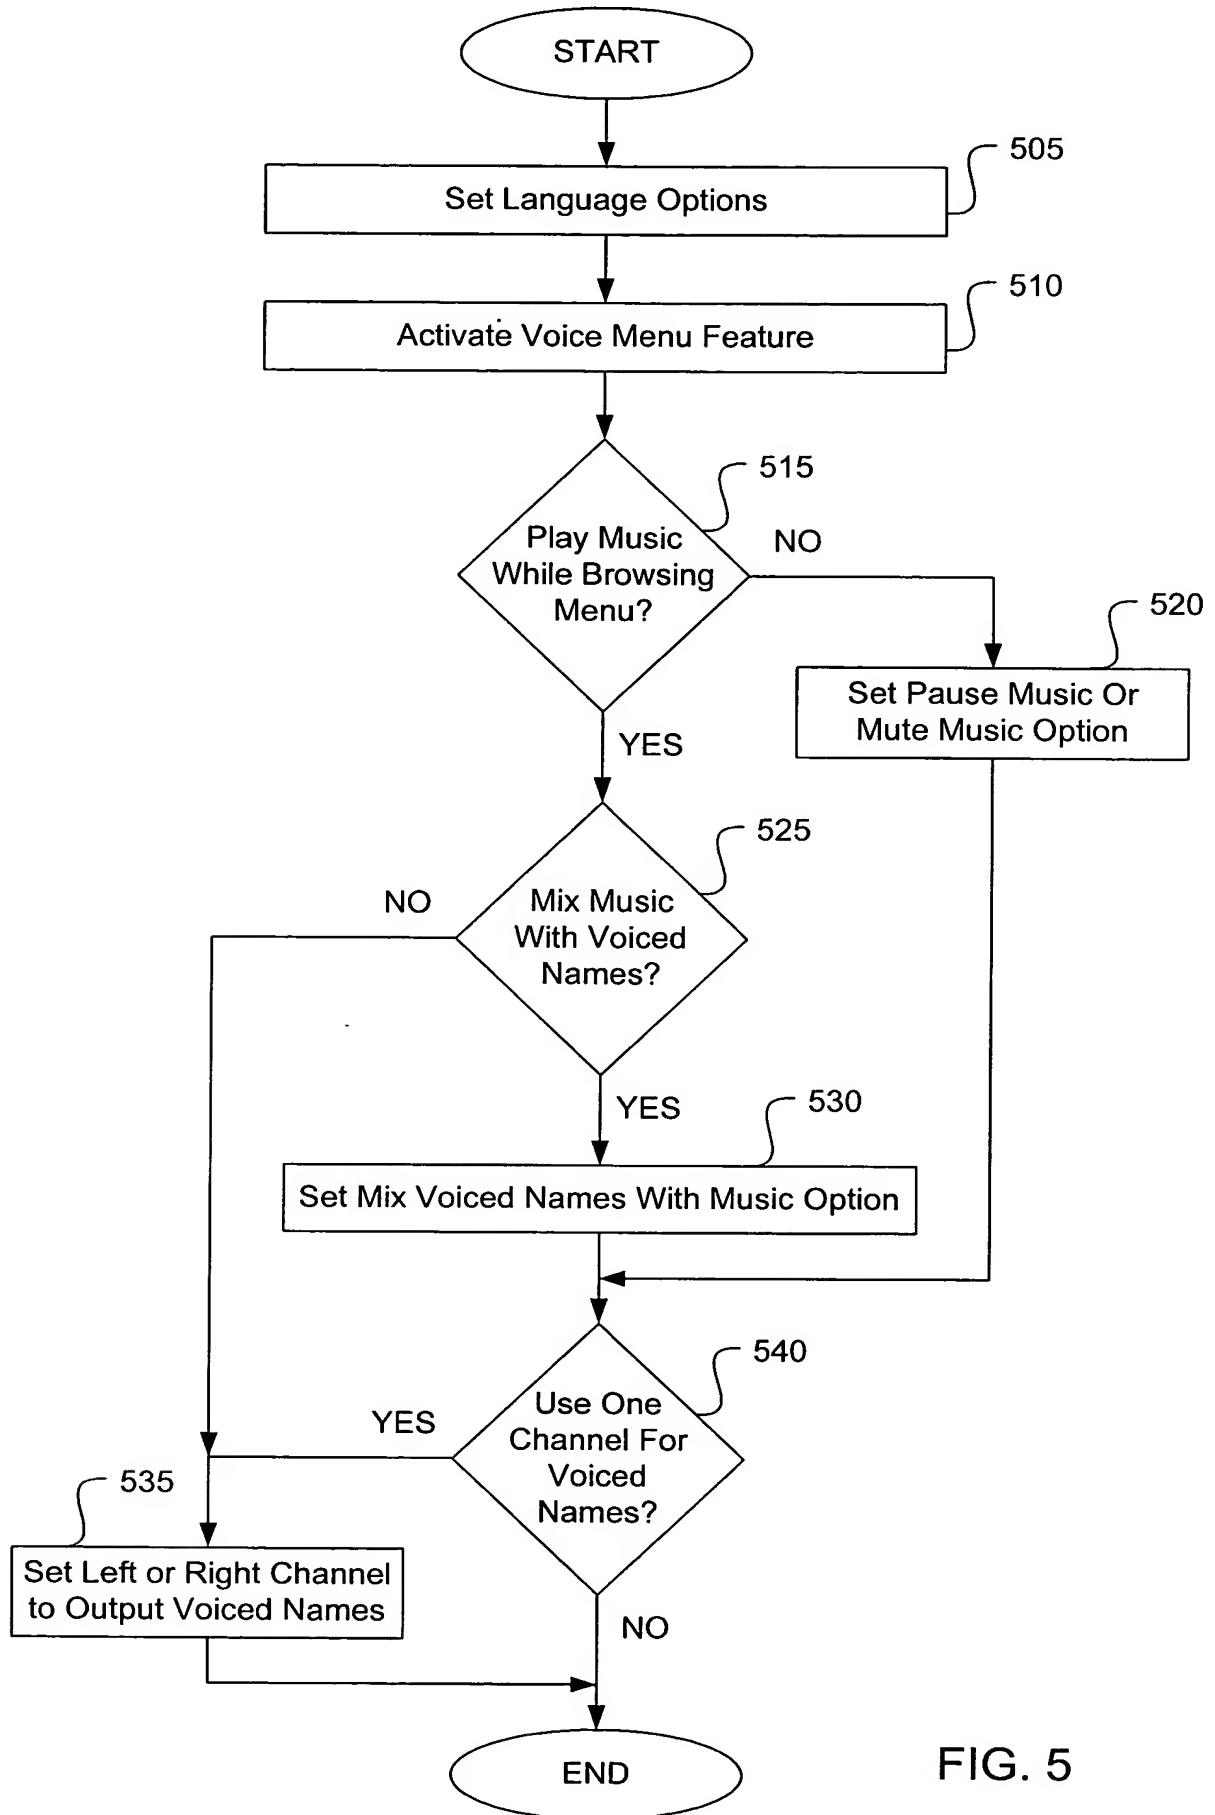 START
505
Set Language Options
510
Activate Voice Menu Feature
515
Play Music
While Browsing
Menu?
NO
520
Set Pause Music Or
Mute Music Option
YES
525
Mix Music
With Voiced
Names?
NO
YES
530
Set Mix Voiced Names With Music Option
540
Use One
Channel For
Voiced
Names?
YES
535
Set Left or Right Channel
to Output Voiced Names
NO
END
FIG. 5